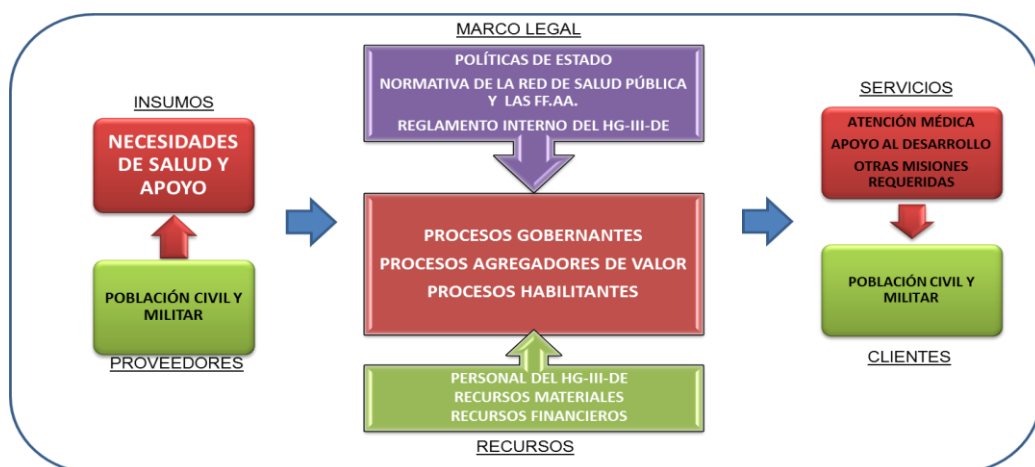 MARCO LEGAL
POLÍTICAS DE ESTADO
NORMATIVA DE LA RED DE SALUD PÚBLICA
Y LAS FF.AA.
REGLAMENTO INTERNO DEL HG-III-DE
INSUMOS
NECESIDADES
DE SALUD Y
APOYO
POBLACIÓN CIVIL Y
MILITAR
PROVEEDORES
PROCESOS GOBERNANTES
PROCESOS AGREGADORES DE VALOR
PROCESOS HABILITANTES
PERSONAL DEL HG-III-DE
RECURSOS MATERIALES
RECURSOS FINANCIEROS
RECURSOS
SERVICIOS
ATENCIÓN MÉDICA
APOYO AL DESARROLLO
OTRAS MISIONES
REQUERIDAS
POBLACIÓN CIVIL Y
MILITAR
CLIENTES